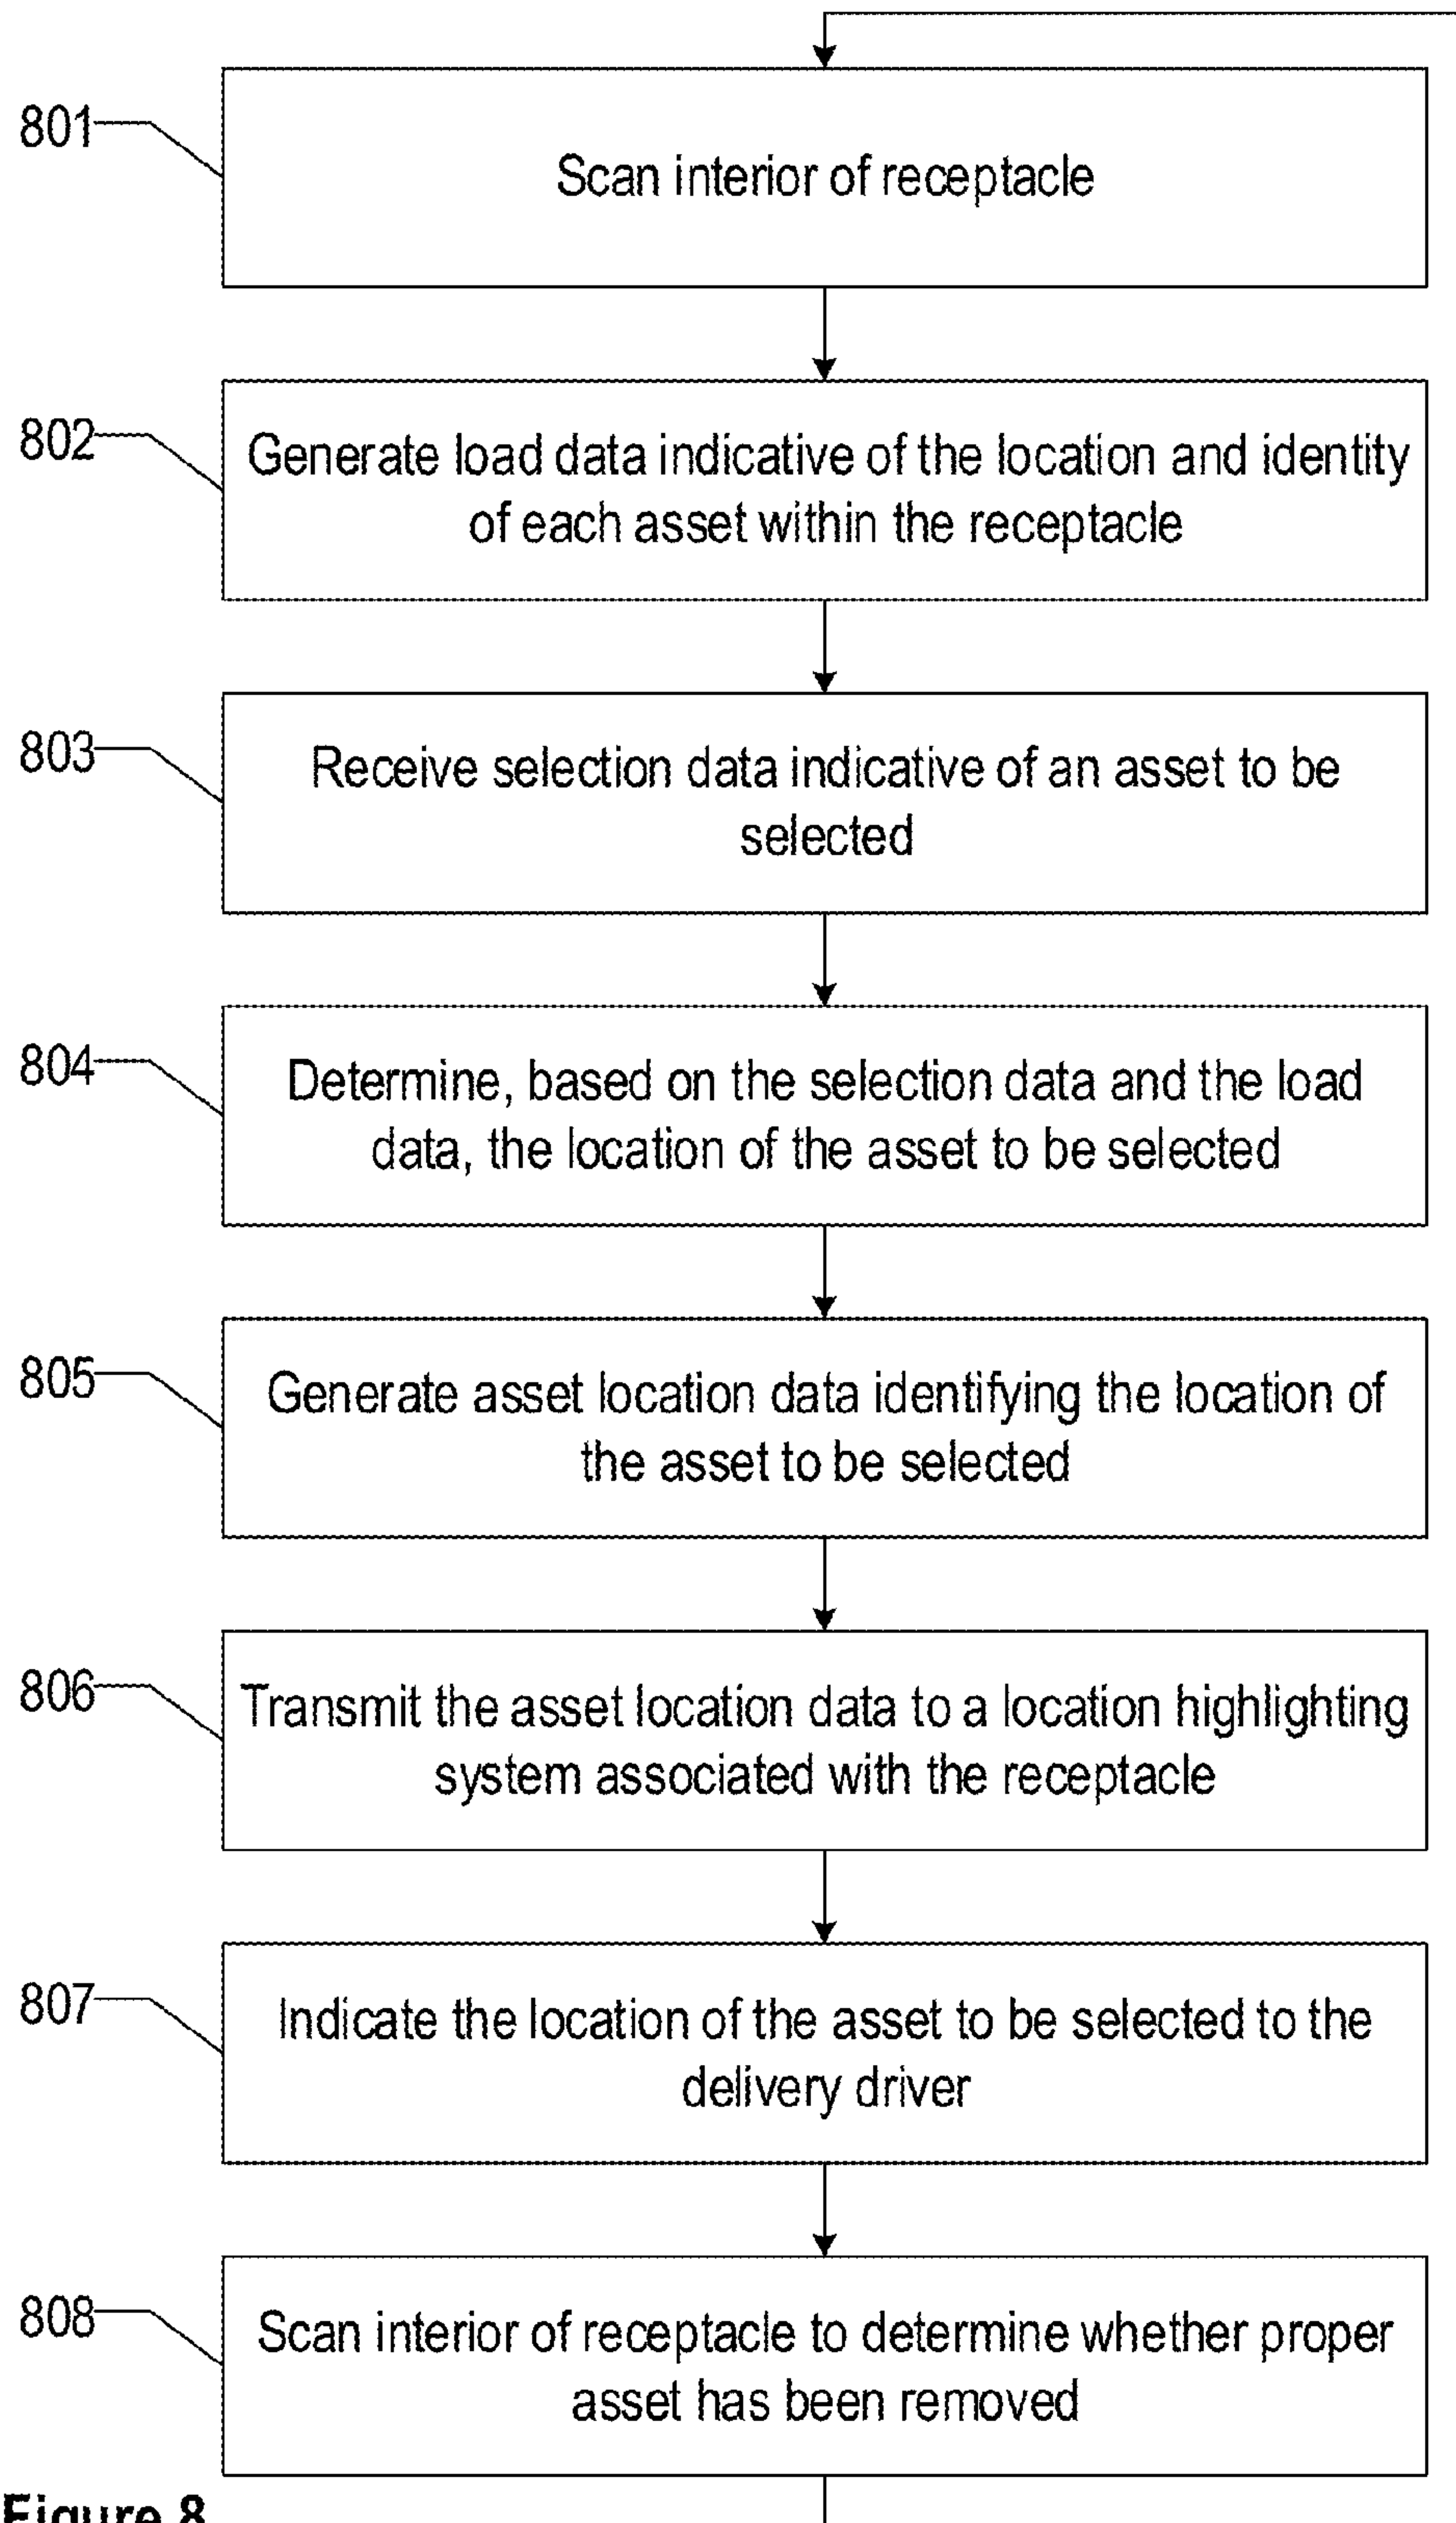 801
Scan interior of receptacle
802
Generate load data indicative of the location and identity
of each asset within the receptacle
803
Receive selection data indicative of an asset to be
selected
804
Determine, based on the selection data and the load
data, the location of the asset to be selected
805
Generate asset location data identifying the location of
the asset to be selected
806
Transmit the asset location data to a location highlighting
system associated with the receptacle
807
Indicate the location of the asset to be selected to the
delivery driver
808
Scan interior of receptacle to determine whether proper
asset has been removed
Figure 8